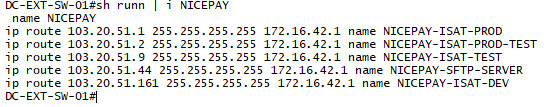 DC-EXT-SW-01#sh runn | i NICEPAY
 name NICEPAY
ip route 103.20.51.1 255.255.255.255 172.16.42.1 name NICEPAY-ISAT-PROD
ip route 103.20.51.2 255.255.255.255 172.16.42.1 name NICEPAY-ISAT-PROD-TEST
ip route 103.20.51.9 255.255.255.255 172.16.42.1 name NICEPAY-ISAT-TEST
ip route 103.20.51.44 255.255.255.255 172.16.42.1 name NICEPAY-SFTP-SERVER
ip route 103.20.51.161 255.255.255.255 172.16.42.1 name NICEPAY-ISAT-DEV
DC-EXT-SW-01#